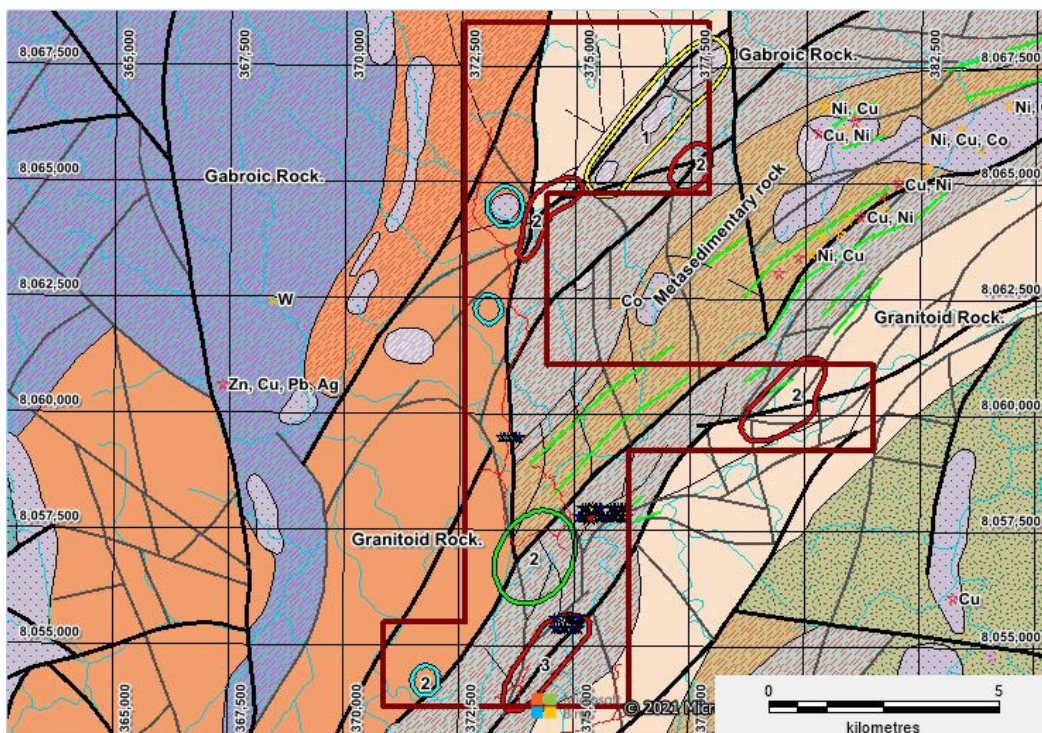 8,067,500
365,000
367,500
370,000
372,500
375,000
377,500
382,500
8,067,500
Gabroic Rock.
Ni, Cu
Ni,
Cu, Ni
Ni, Cu, Co
1
2
8,065,000
Gabroic Rock.
Cu, Ni
8,065,000
2
Cu, Ni
Metasedimentary rock
Ni, Cu
8,062,500
W
Co
8,062,500
Granitoid Rock.
Zn, Cu, Pb, Ag
2
8,060,000
8,060,000
8,057,500
Granitoid Rock.
2
8,057,500
Cu
8,055,000
3
8,055,000
2
365,000
367,500
370,000
372,500
375,000
Microsoft
© 2021 Micr
0
5
kilometres